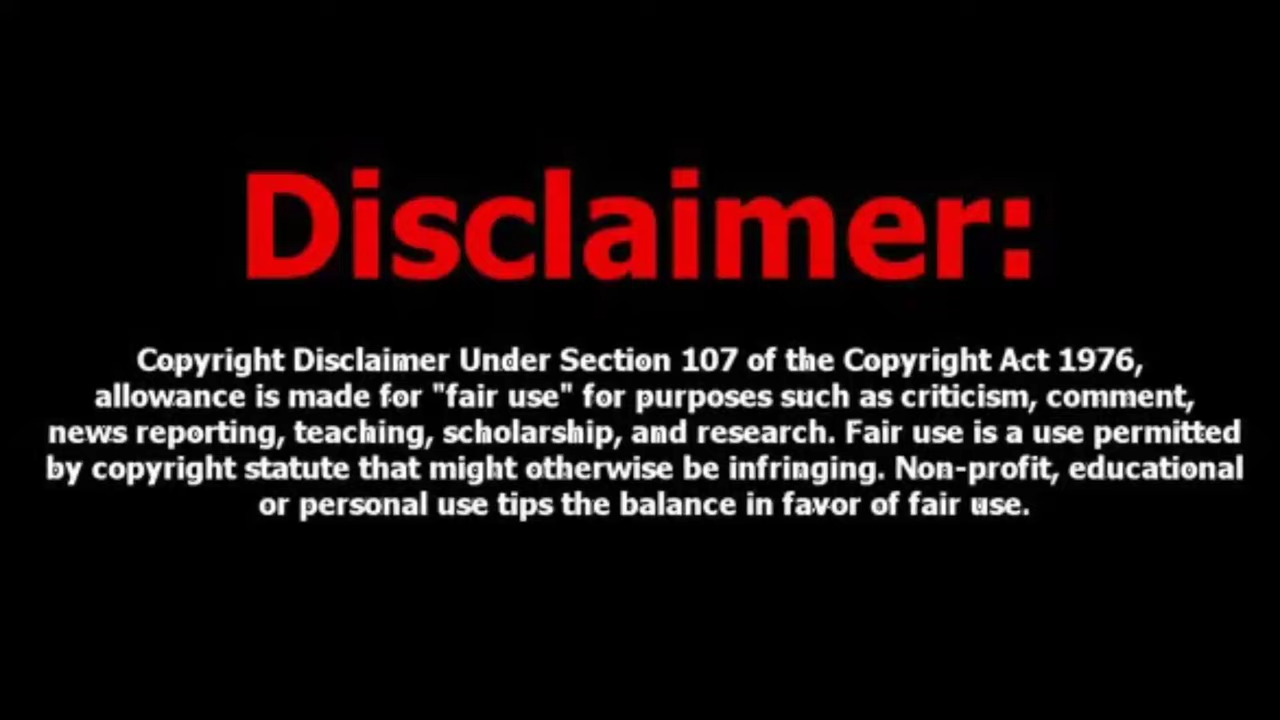 Disclaimer:
Copyright Disclaimer Under Section 107 of the Copyright Act 1976,
allowance is made for "fair use" for purposes such as criticism, comment,
news reporting, teaching, scholarship, and research. Fair use is a use permitted
by copyright statute that might otherwise be infringing. Non-profit, educational
or personal use tips the balance in favor of fair use.